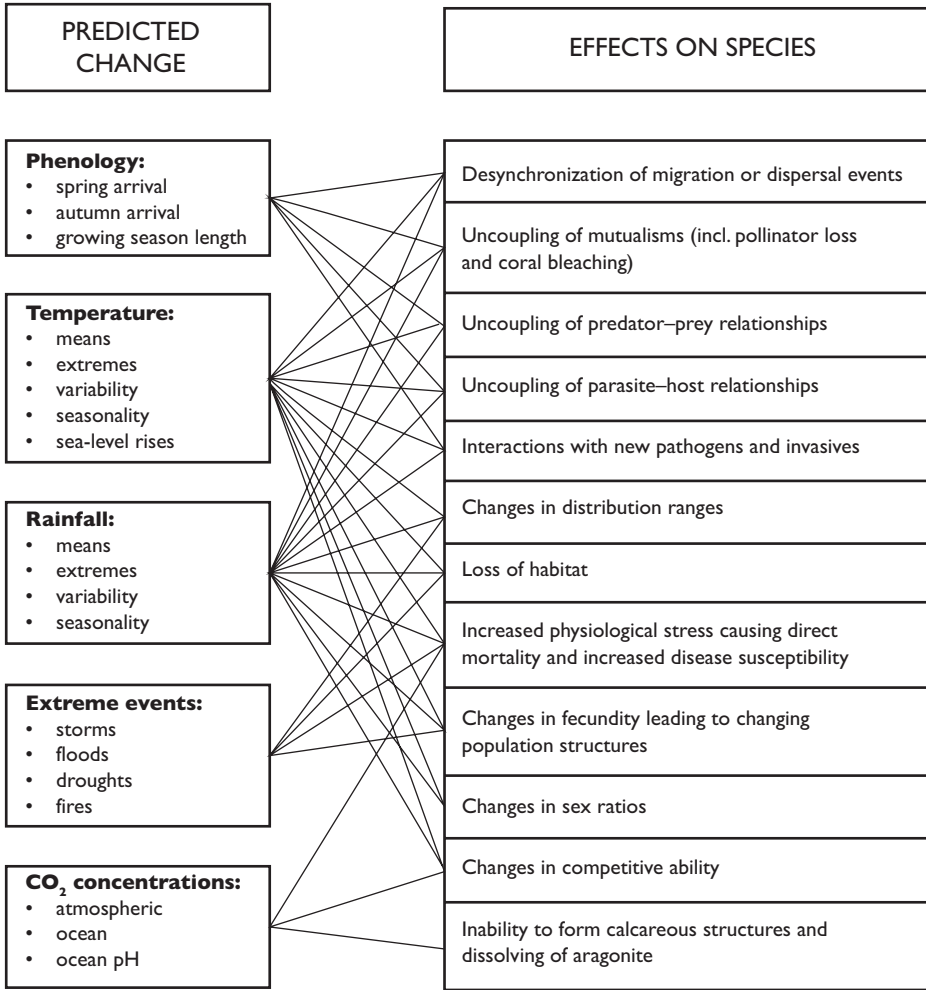 PREDICTED
CHANGE
EFFECTS ON SPECIES
Phenology:
• spring arrival
• autumn arrival
• growing season length
Temperature:
• means
• extremes
• variability
• seasonality
• sea-level rises
Rainfall:
• means
• extremes
• variability
• seasonality
Extreme events:
• storms
• floods
• droughts
• fires
CO₂ concentrations:
• atmospheric
• ocean
• ocean pH
Desynchronization of migration or dispersal events
Uncoupling of mutualisms (incl. pollinator loss
and coral bleaching)
Uncoupling of predator–prey relationships
Uncoupling of parasite–host relationships
Interactions with new pathogens and invasives
Changes in distribution ranges
Loss of habitat
Increased physiological stress causing direct
mortality and increased disease susceptibility
Changes in fecundity leading to changing
population structures
Changes in sex ratios
Changes in competitive ability
Inability to form calcareous structures and
dissolving of aragonite